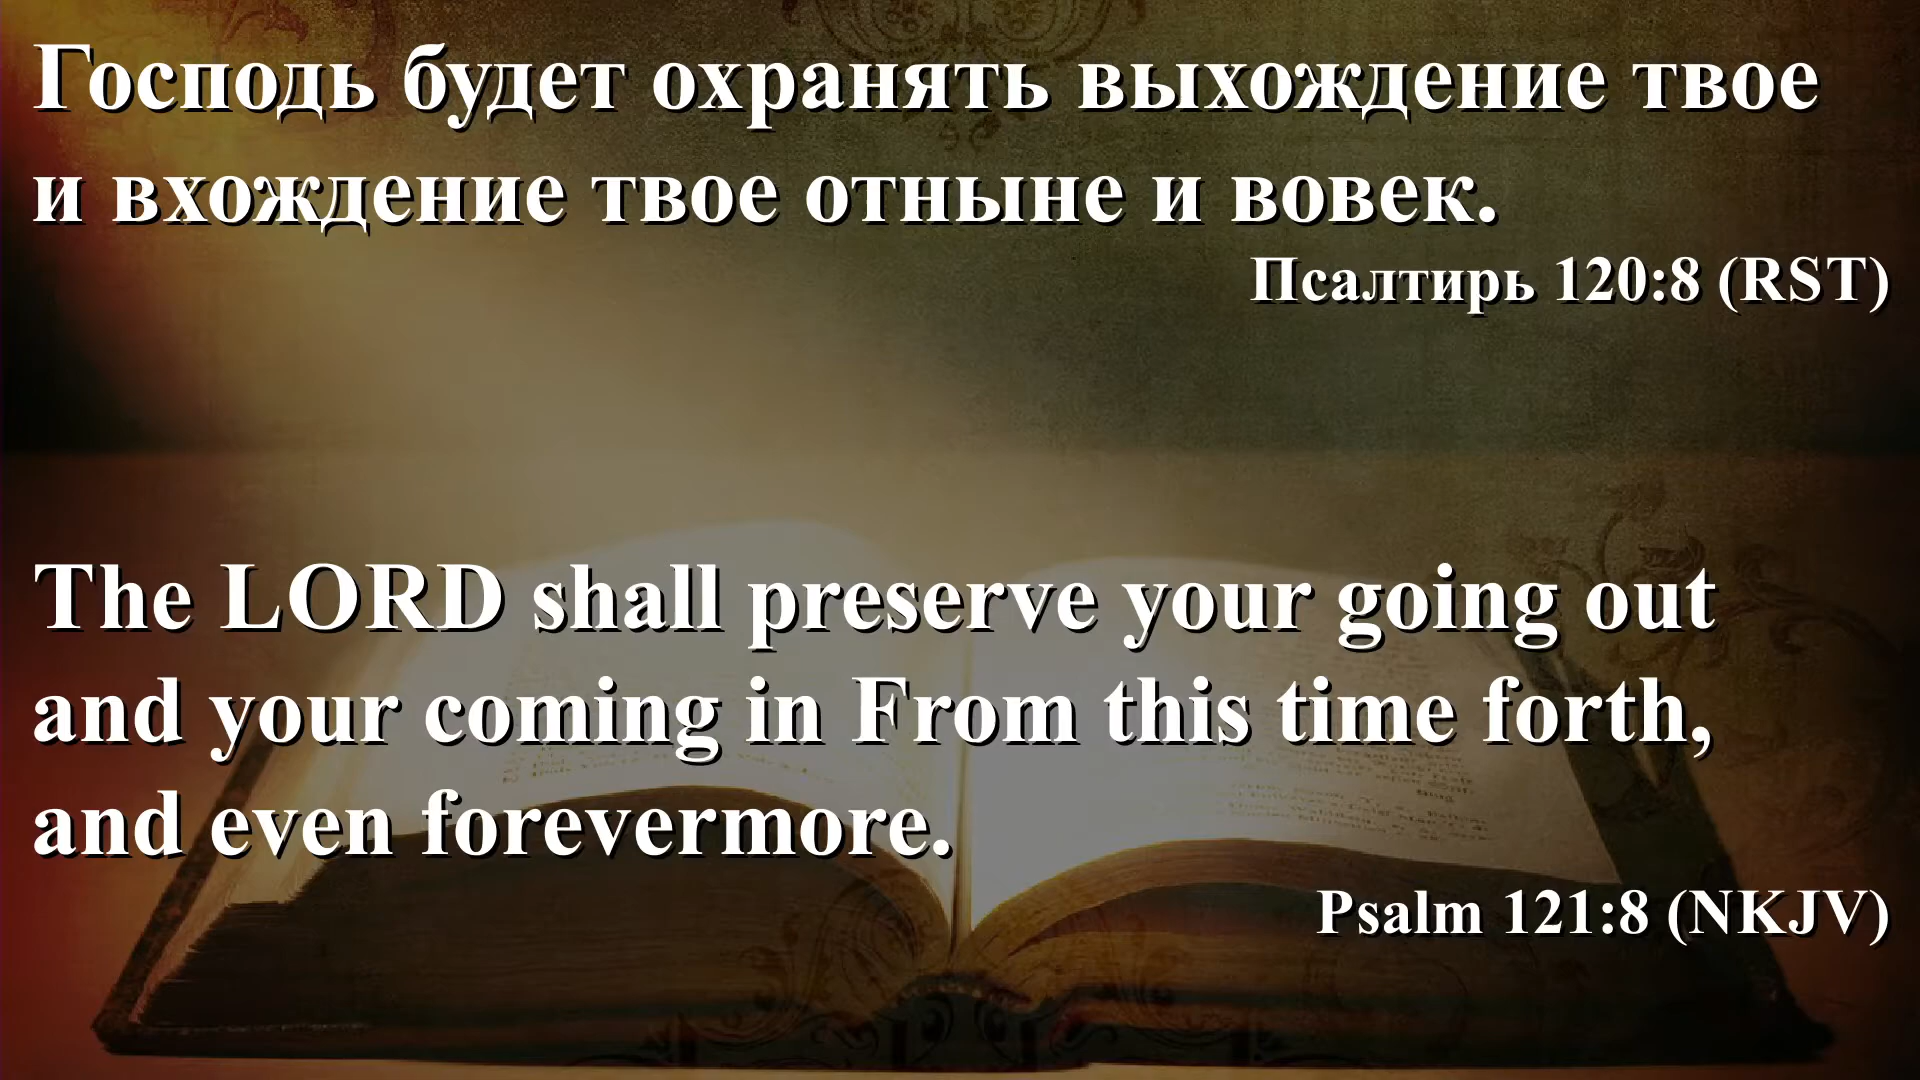 Господь будет охранять выхождение твое
и вхождение твое отныне и вовек.
Псалтирь 120:8 (RST)
The LORD shall preserve your going out
and your coming in From this time forth,
and even forevermore.
Psalm 121:8 (NKJV)